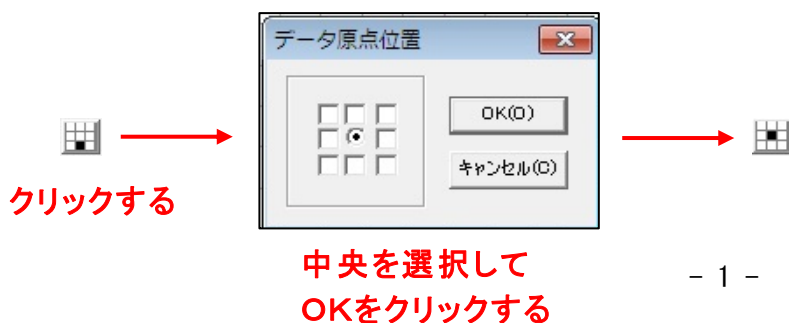 データ原点位置
OK(O)
キャンセル(C)
クリックする
中央を選択して
OKをクリックする
- 1 -